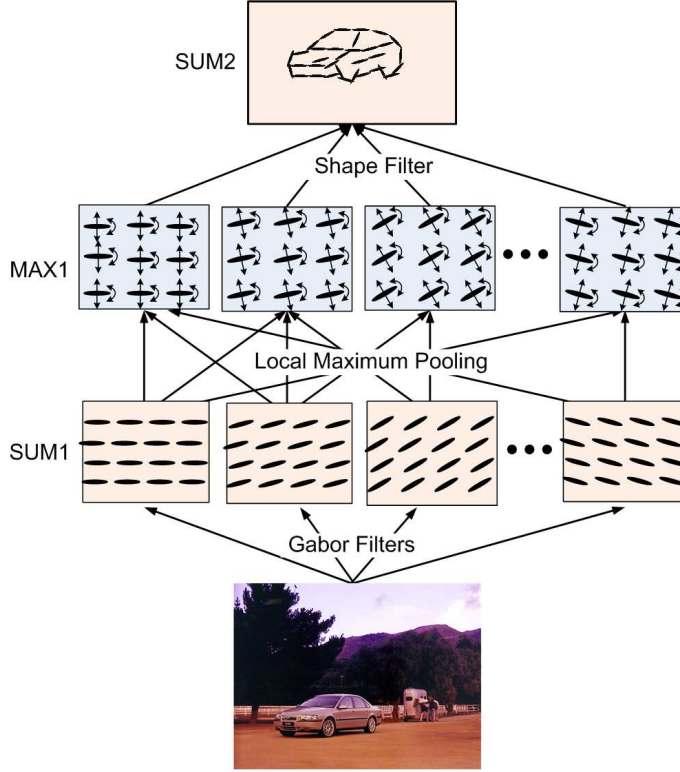 SUM2
Shape Filter
MAX1
Local Maximum Pooling
SUM1
Gabor Filters